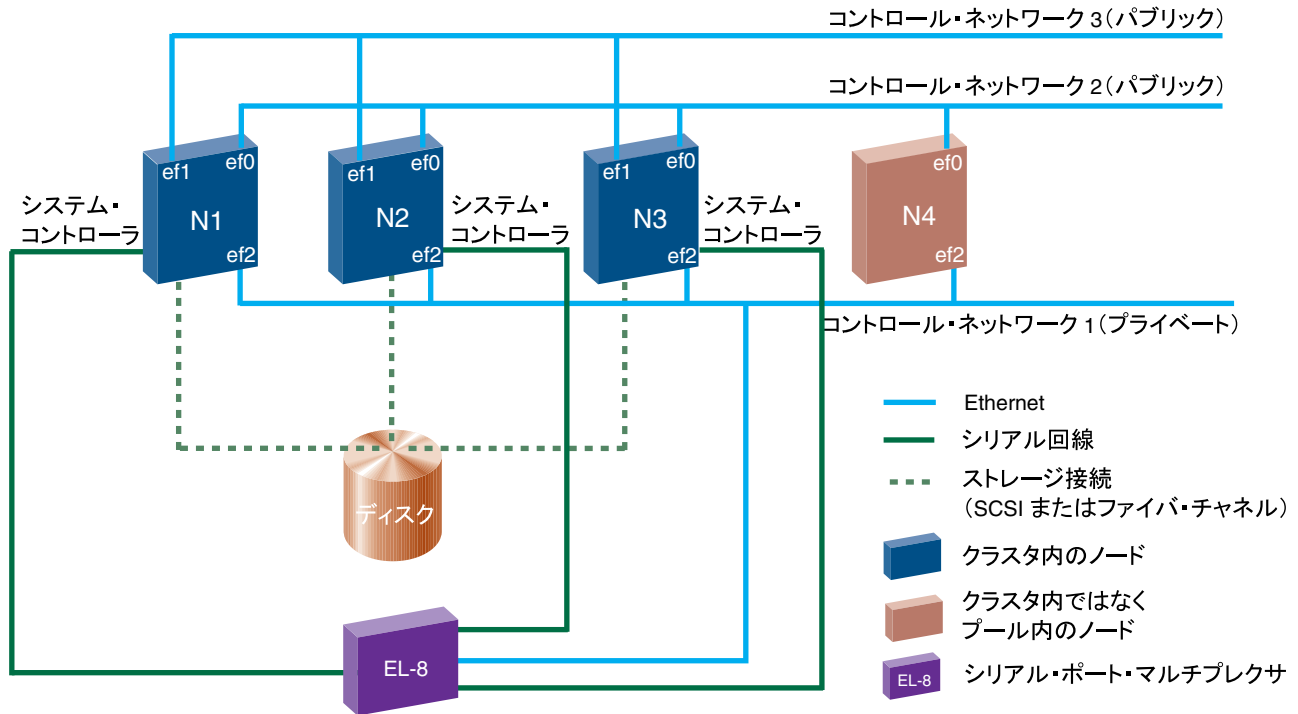 コントロール・ネットワーク 3（パブリック）
コントロール・ネットワーク 2（パブリック）
ef1
ef0
N1
ef2
ef1
ef0
N2
ef2
ef1
ef0
N3
ef2
ef0
N4
ef2
システム・
コントローラ
システム・
コントローラ
システム・
コントローラ
コントロール・ネットワーク 1（プライベート）
ディスク
EL-8
Ethernet
シリアル回線
ストレージ接続
（SCSI またはファイバ・チャネル）
クラスタ内のノード
クラスタ内ではなく
プール内のノード
EL-8
シリアル・ポート・マルチプレクサ